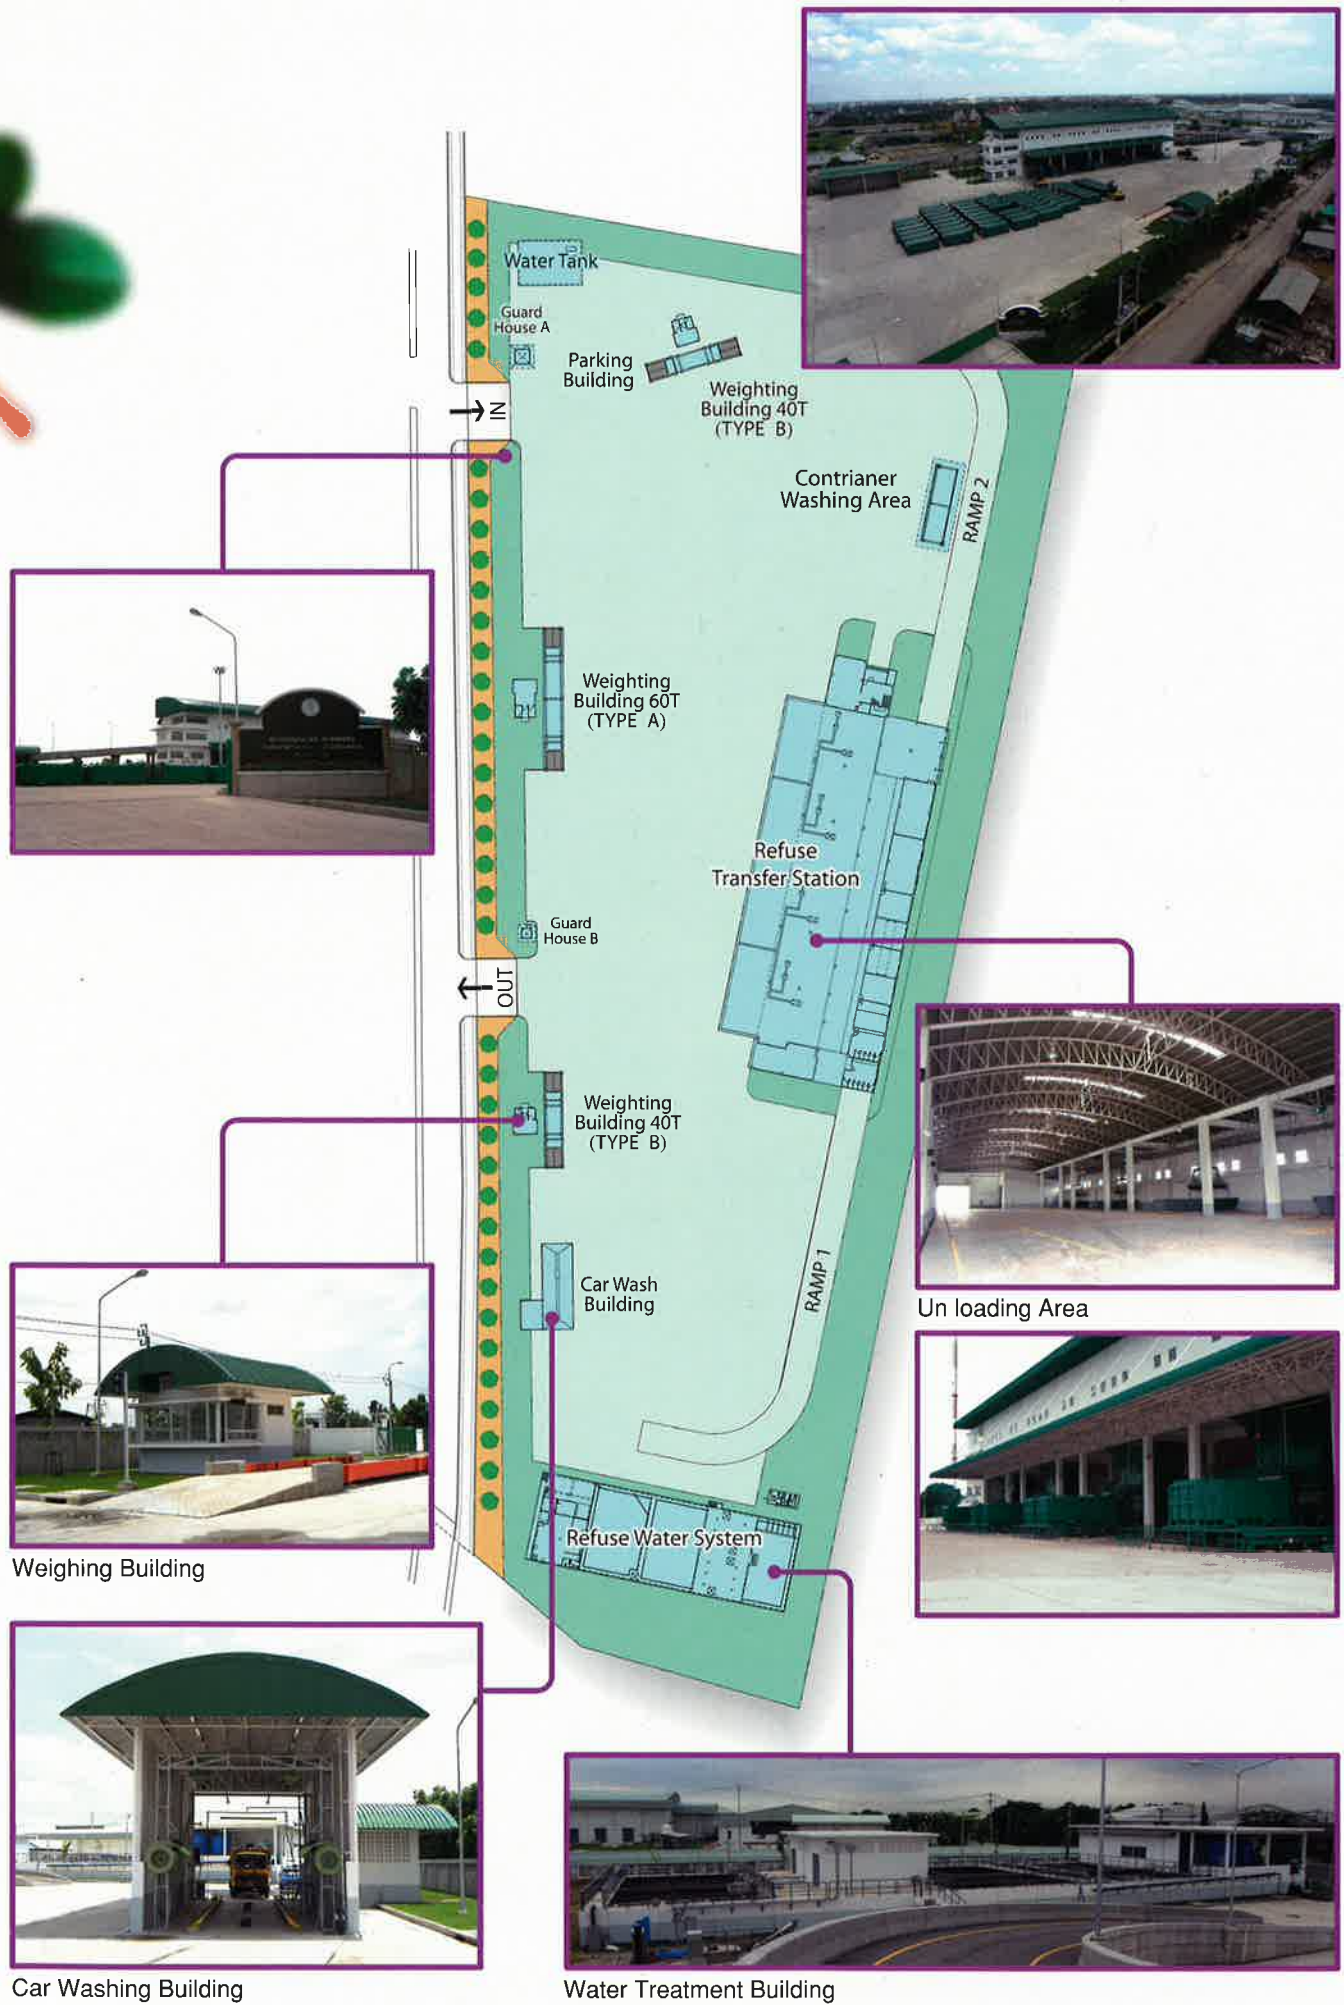 Water Tank
Guard
House A
Parking
Building
Weighting
Building 40T
(TYPE B)
IN
Contrianer
Washing Area
RAMP 2
Weighting
Building 60T
(TYPE A)
Refuse
Transfer Station
Guard
House B
OUT
Weighting
Building 40T
(TYPE B)
Car Wash
Building
RAMP 1
Un loading Area
Refuse Water System
Weighing Building
Car Washing Building
Water Treatment Building